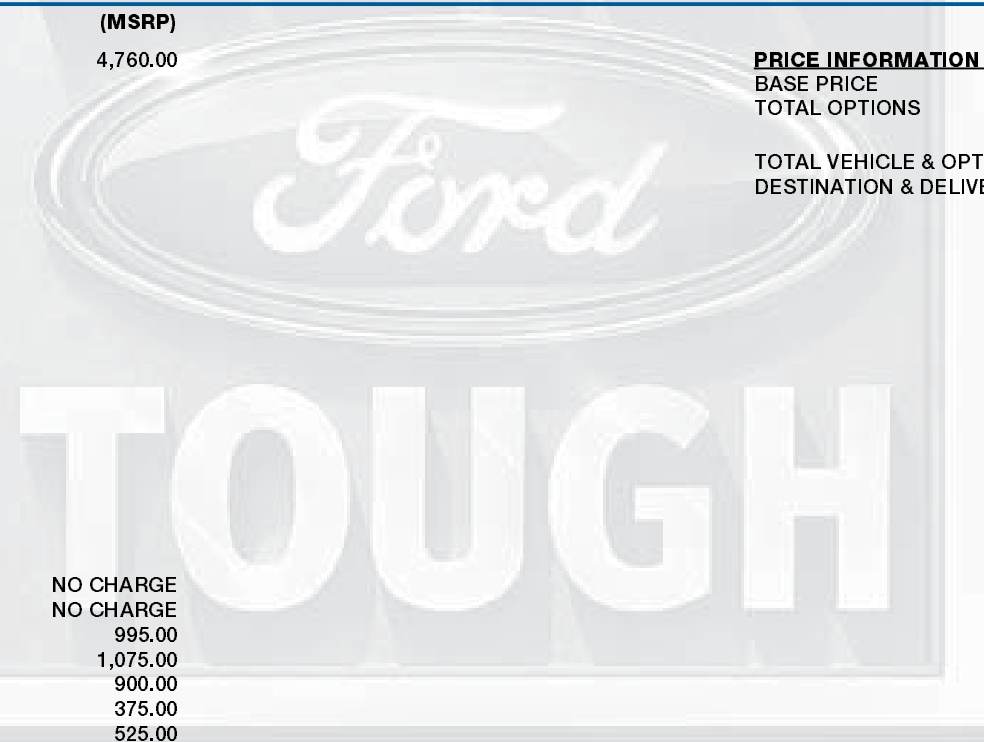 (MSRP)
4,760.00
PRICE INFORMATION
BASE PRICE
TOTAL OPTIONS
TOTAL VEHICLE & OPT
DESTINATION & DELIVE
Ford
TOUGH
NO CHARGE
NO CHARGE
995.00
1,075.00
900.00
375.00
525.00